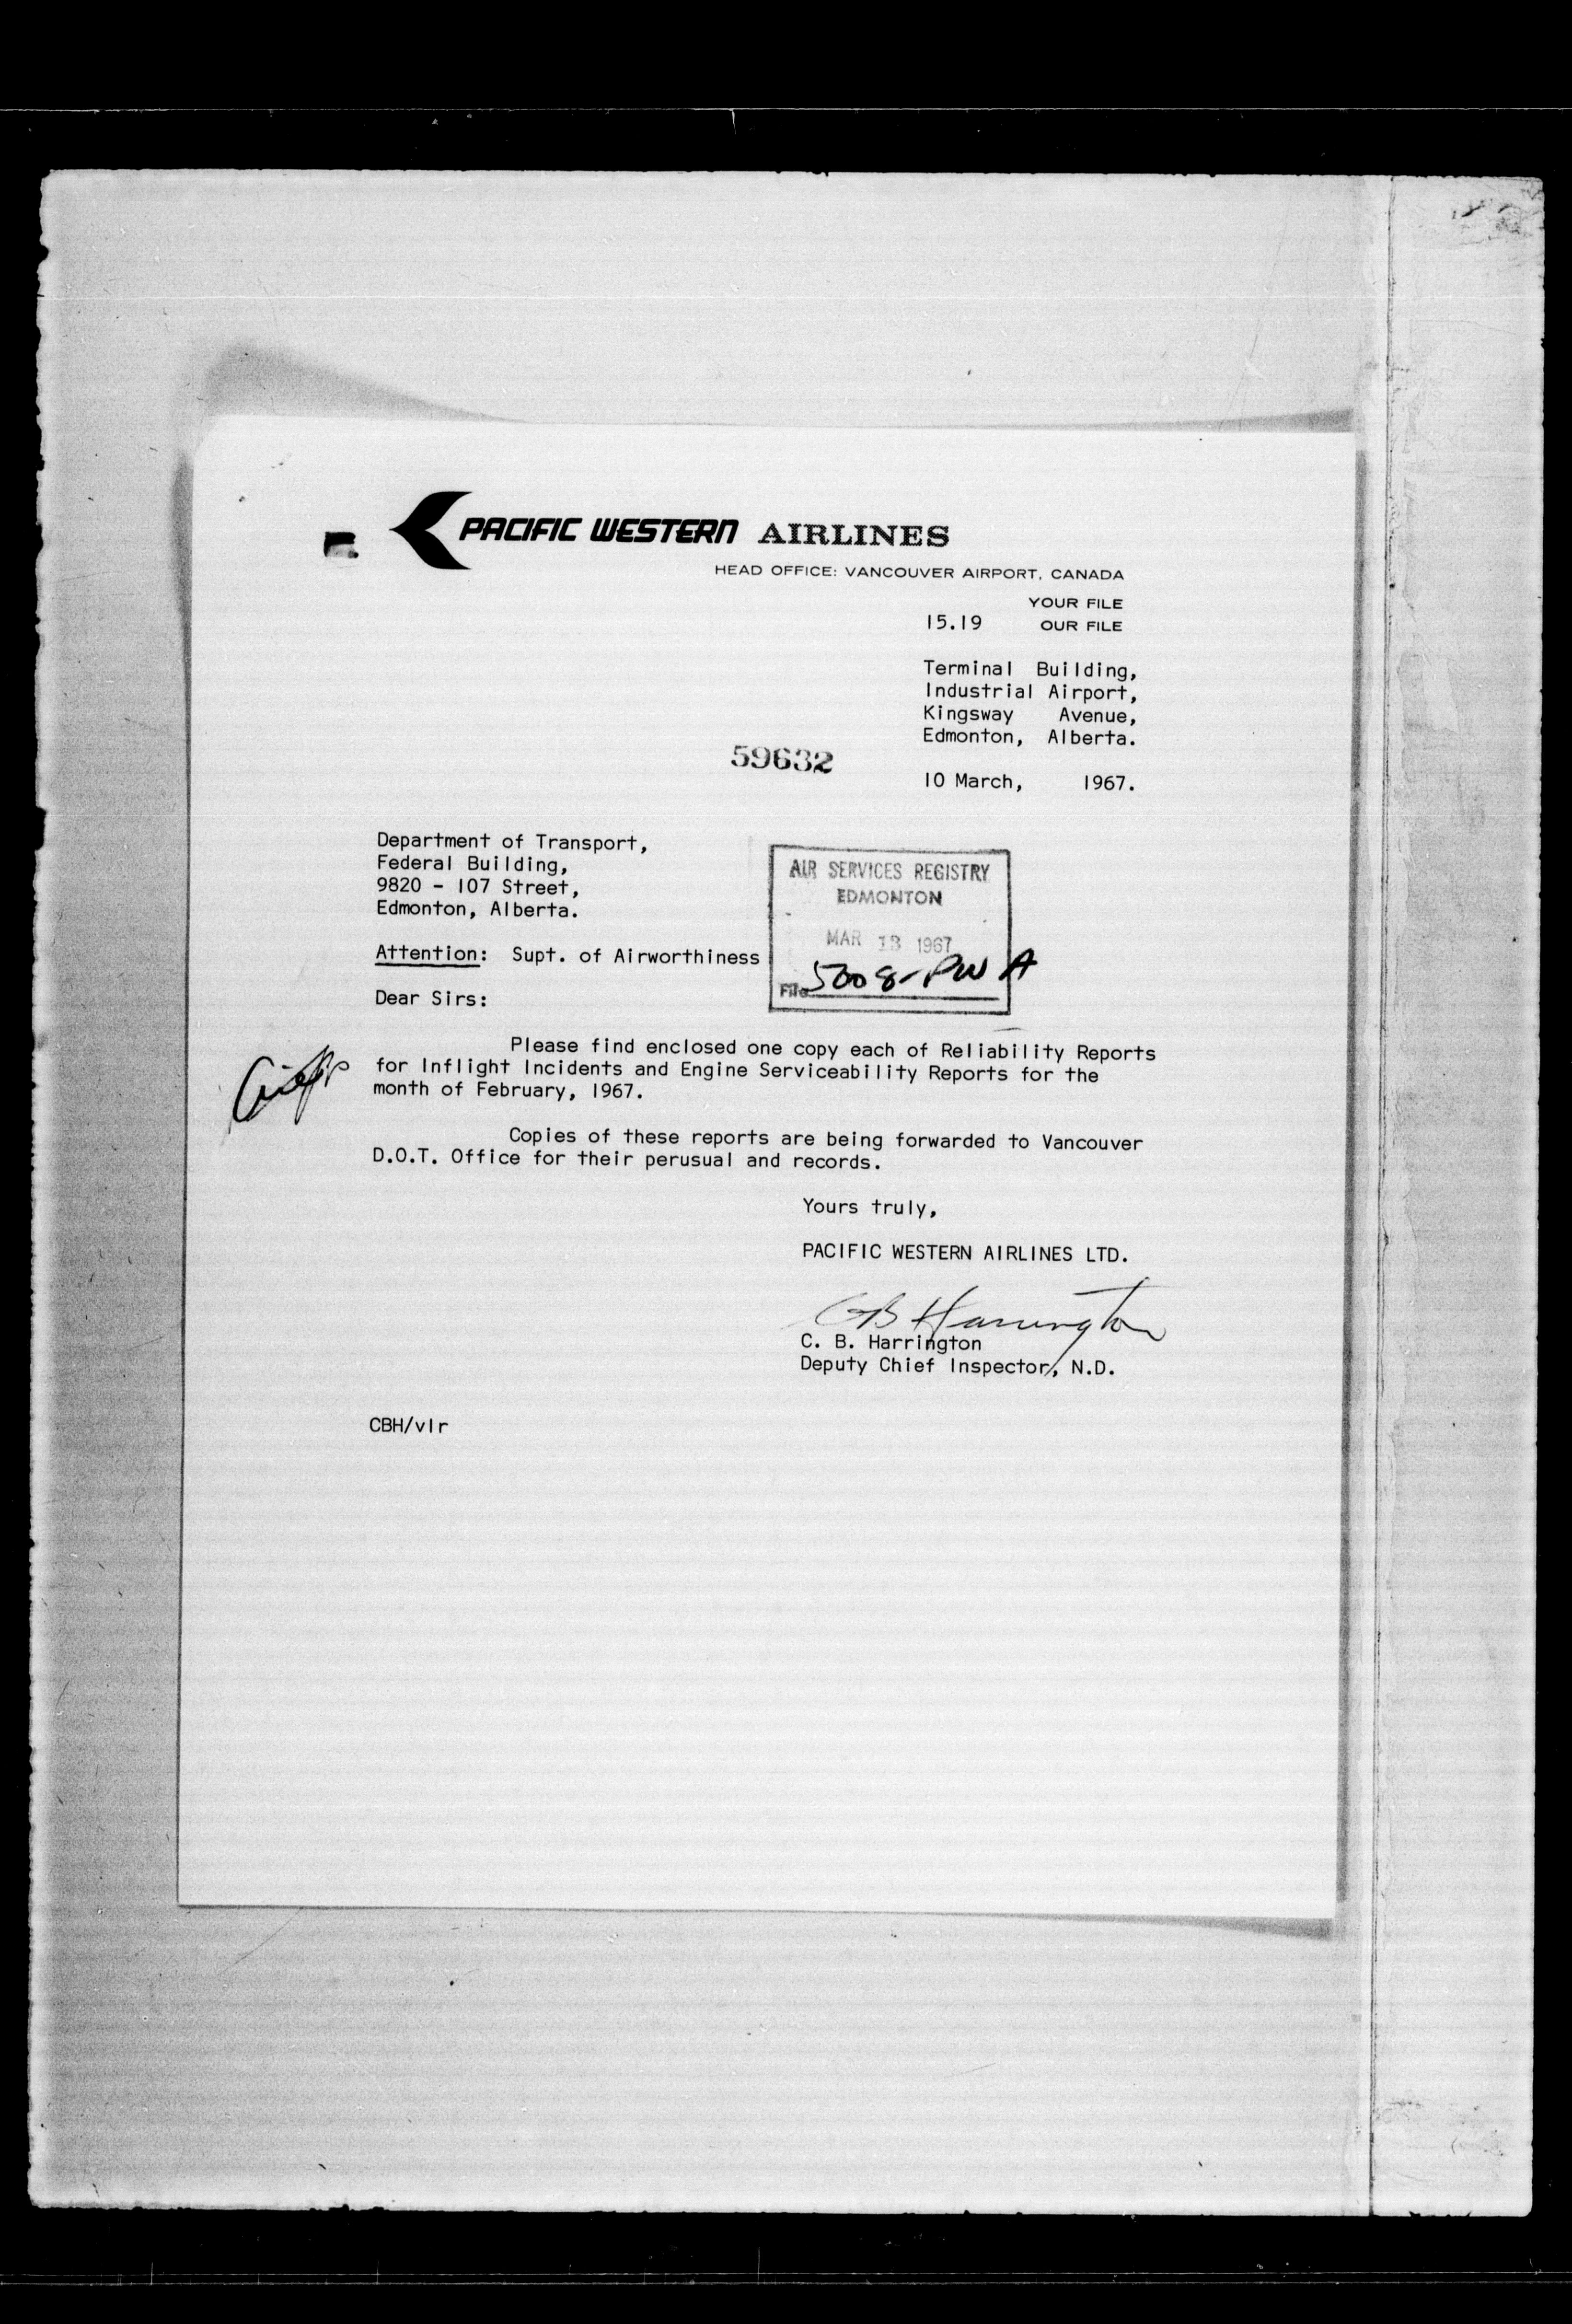 PACIFIC WESTERN AIRLINES
HEAD OFFICE: VANCOUVER AIRPORT, CANADA
YOUR FILE
15.19 OUR FILE
Terminal Building,
Industrial Airport,
Kingsway Avenue,
Edmonton, Alberta.
59632
10 March, 1967.
Department of Transport,
Federal Building,
9820 - 107 Street,
Edmonton, Alberta.
AIR SERVICES REGISTRY
EDMONTON
MAR 13 1967
File 5008-PWA
Attention: Supt. of Airworthiness
Dear Sirs:
Please find enclosed one copy each of Reliability Reports
for Inflight Incidents and Engine Serviceability Reports for the
month of February, 1967.
Copies of these reports are being forwarded to Vancouver
D.O.T. Office for their perusual and records.
Yours truly,
PACIFIC WESTERN AIRLINES LTD.
CB Harrington
C. B. Harrington
Deputy Chief Inspector, N.D.
CBH/vlr